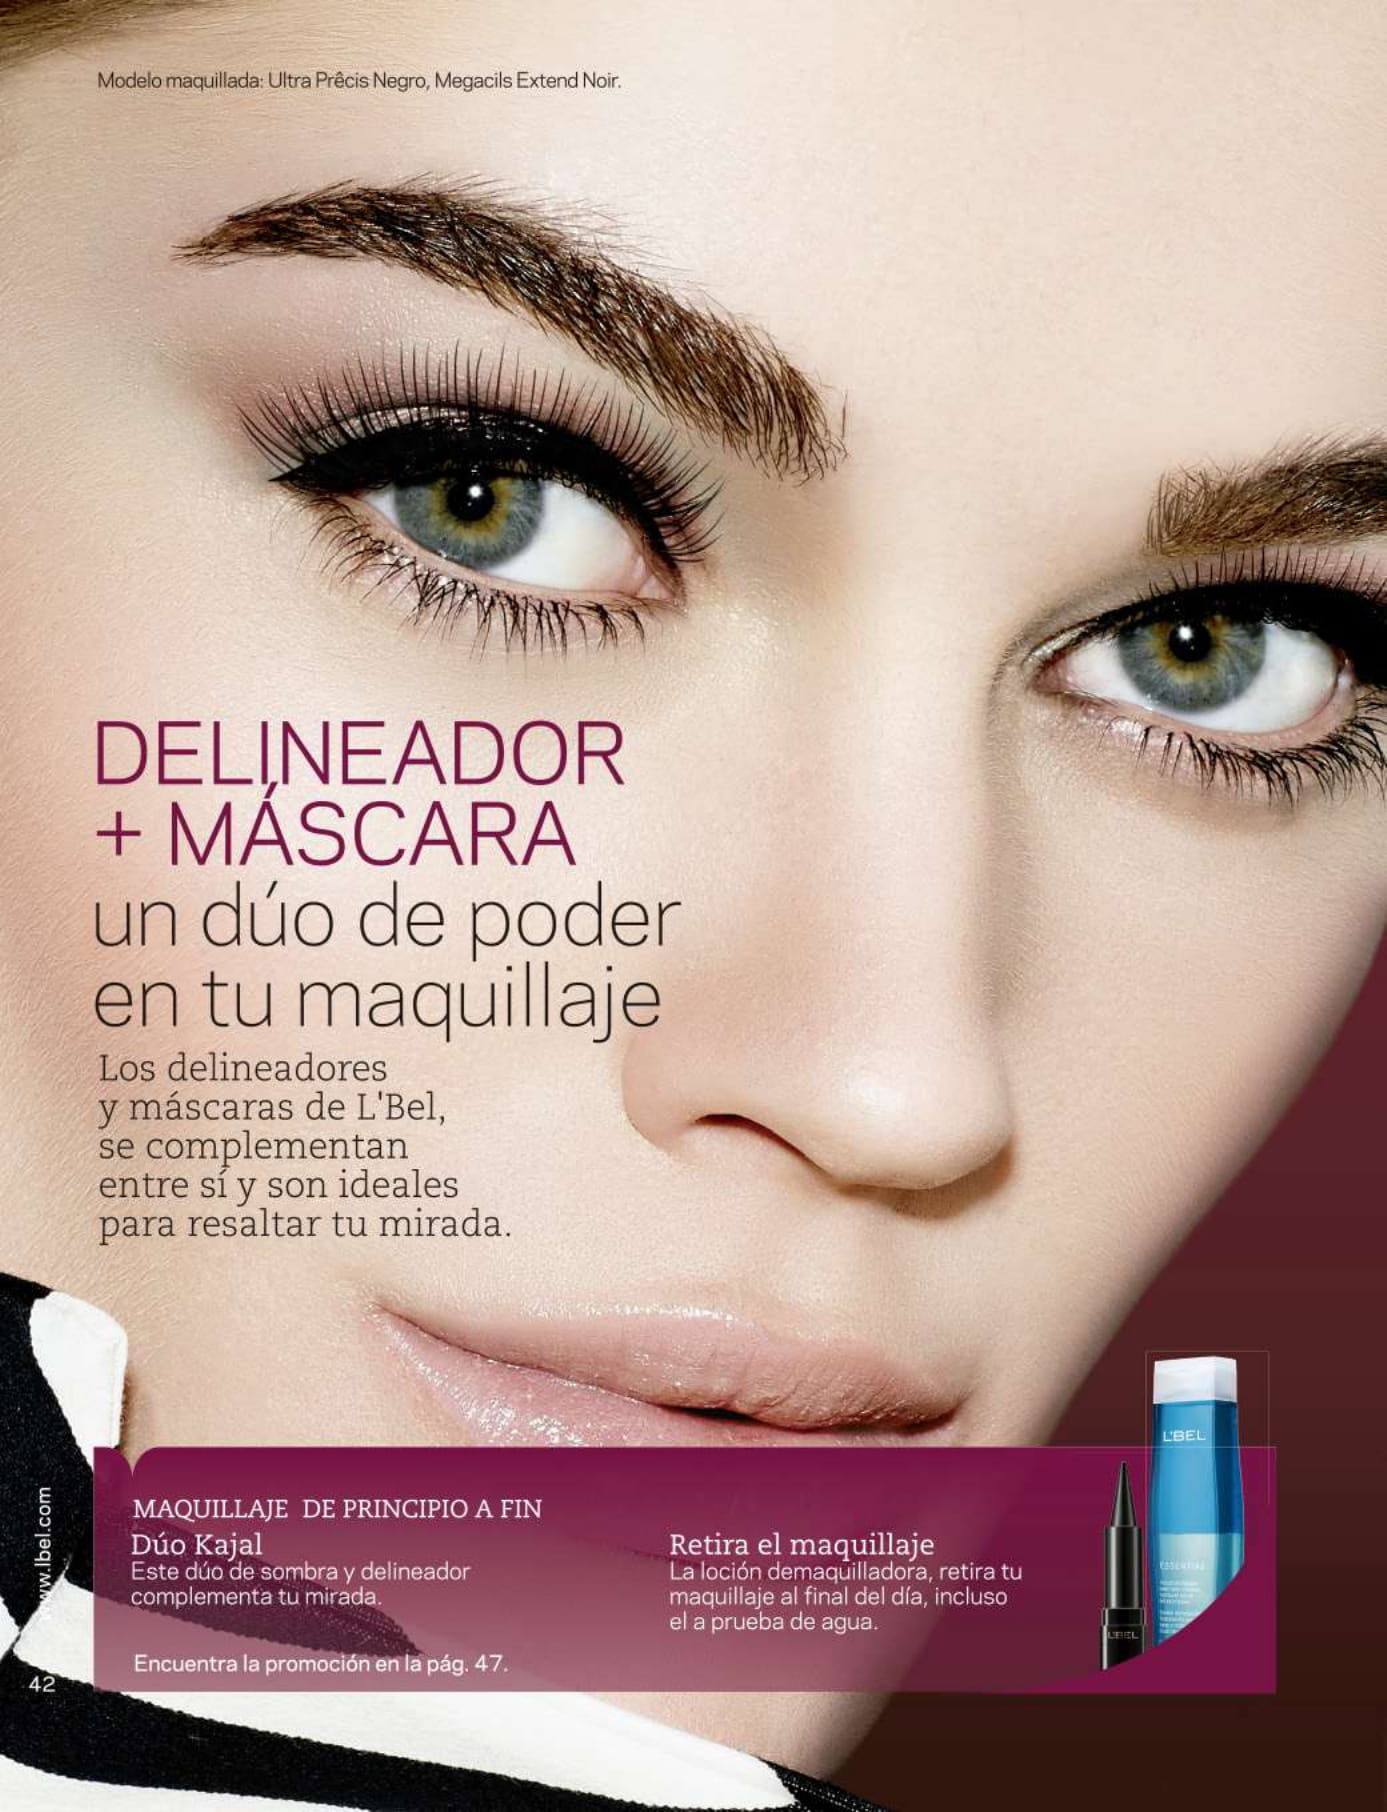 Modelo maquillada: Ultra Prêcis Negro, Megacils Extend Noir.
DELINEADOR
+ MÁSCARA
un dúo de poder
en tu maquillaje
Los delineadores
y máscaras de L'Bel,
se complementan
entre sí y son ideales
para resaltar tu mirada.
MAQUILLAJE DE PRINCIPIO A FIN
Dúo Kajal
Este dúo de sombra y delineador
complementa tu mirada.
Encuentra la promoción en la pág. 47.
Retira el maquillaje
La loción demaquilladora, retira tu
maquillaje al final del día, incluso
el a prueba de agua.
L'BEL
ESSENTIAL
L'BEL
www.lbel.com
42